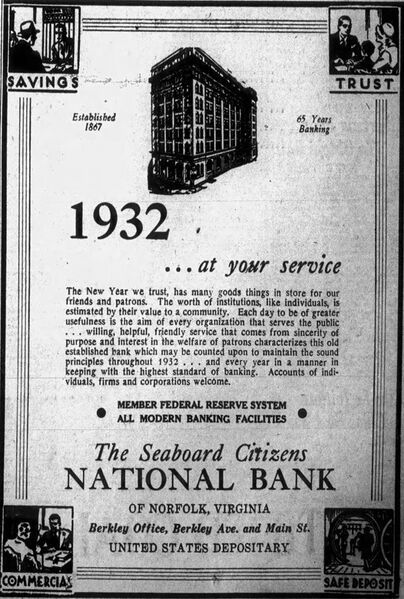 SAVINGS
TRUST
Established
1867
65 Years
Banking
1932
...at your service
The New Year we trust, has many goods things in store for our
friends and patrons. The worth of institutions, like individuals, is
estimated by their value to a community. Each day to be of greater
usefulness is the aim of every organization that serves the public
. . . . willing, helpful, friendly service that comes from sincerity of
purpose and interest in the welfare of patrons characterizes this old
established bank which may be counted upon to maintain the sound
principles throughout 1932 . . . and every year in a manner in
keeping with the highest standard of banking. Accounts of indi-
viduals, firms and corporations welcome.
MEMBER FEDERAL RESERVE SYSTEM
ALL MODERN BANKING FACILITIES
The Seaboard Citizens
NATIONAL BANK
OF NORFOLK, VIRGINIA
Berkley Office, Berkley Ave. and Main St.
UNITED STATES DEPOSITARY
COMMERCIAL
SAFE DEPOSIT